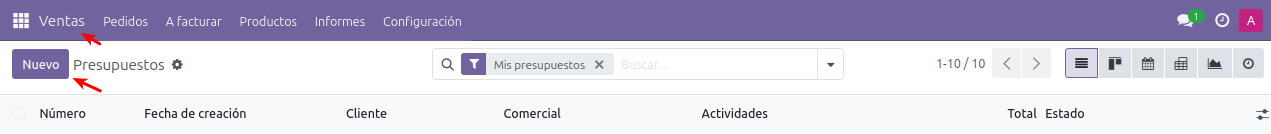 Ventas Pedidos A facturar Productos Informes Configuración 1 A
Nuevo Presupuestos Mis presupuestos Buscar... 1-10 / 10
Número Fecha de creación Cliente Comercial Actividades Total Estado